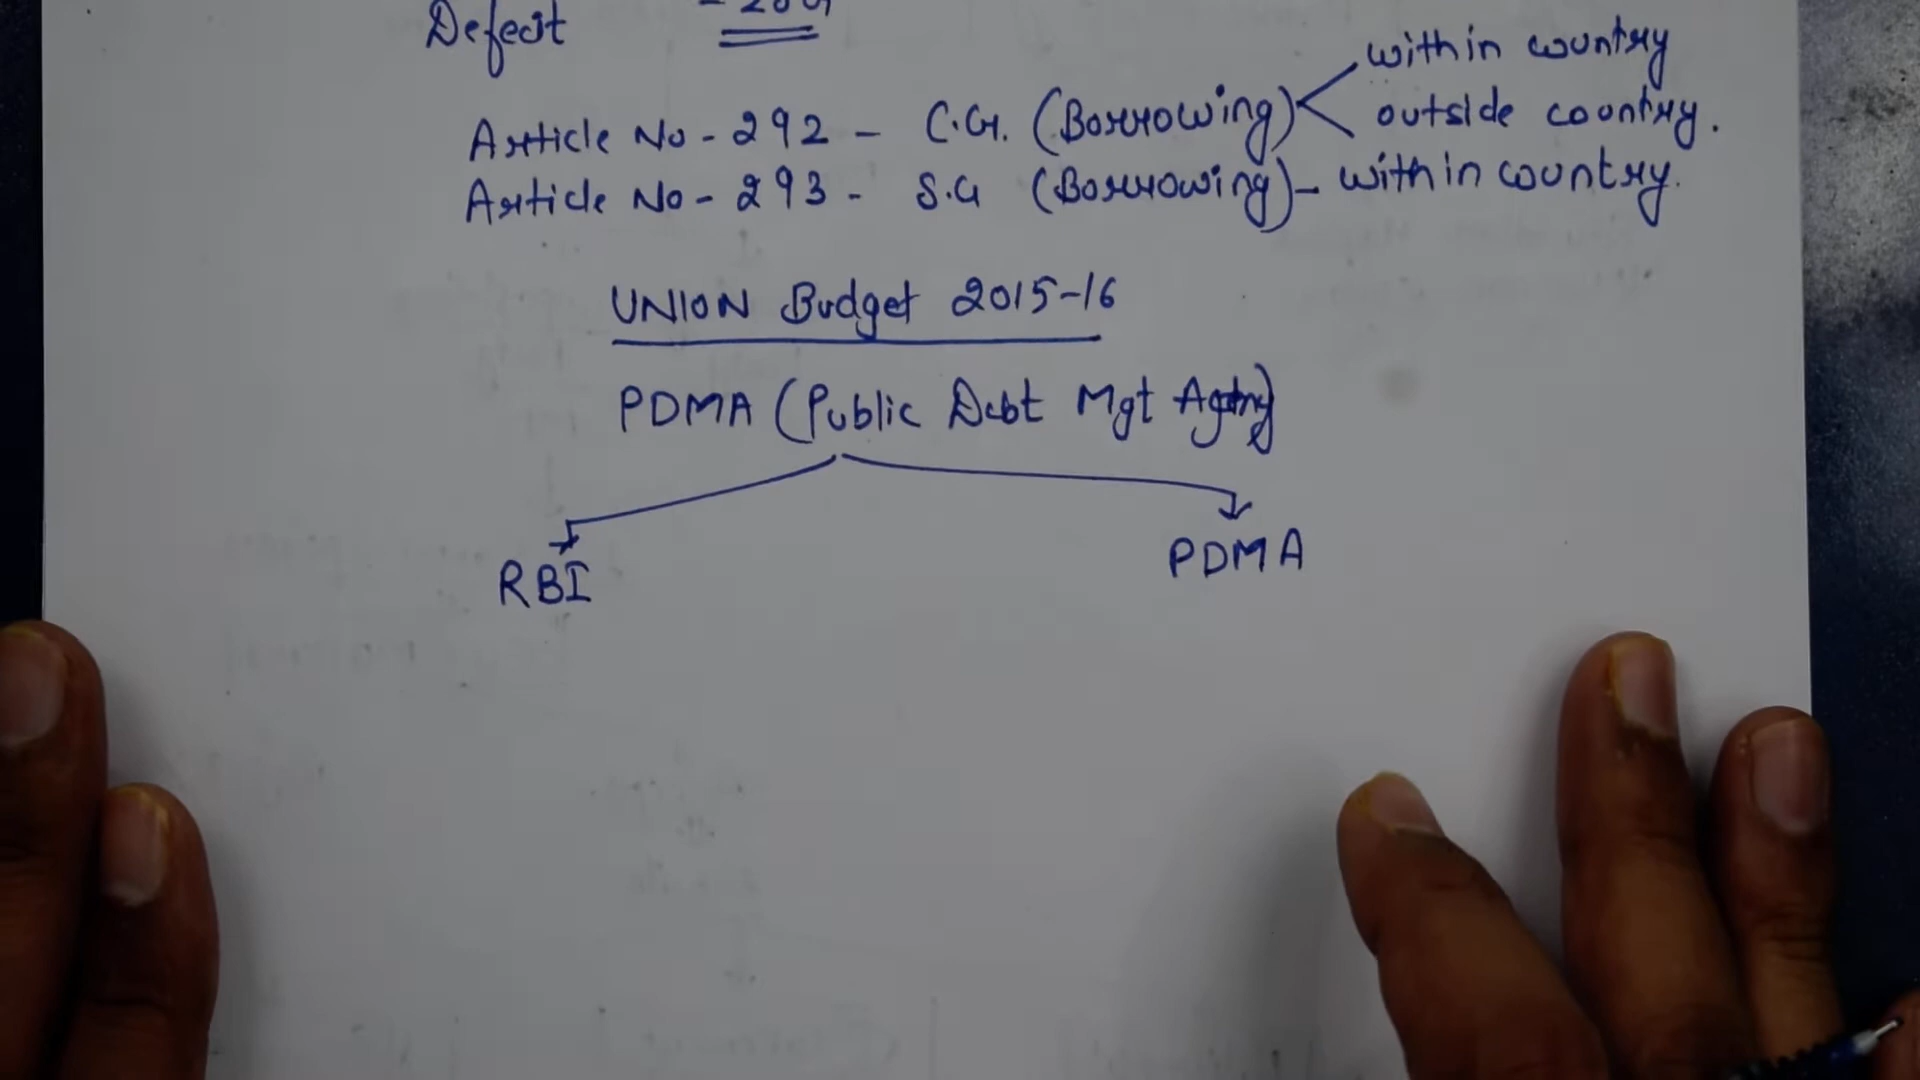 Defecit
Article No - 292 - C.G. (Borrowing) within country
outside country.
Article No - 293 - S.G (Borrowing) - within country.
UNION Budget 2015-16
PDMA (Public Debt Mgt Agency)
RBI
PDMA